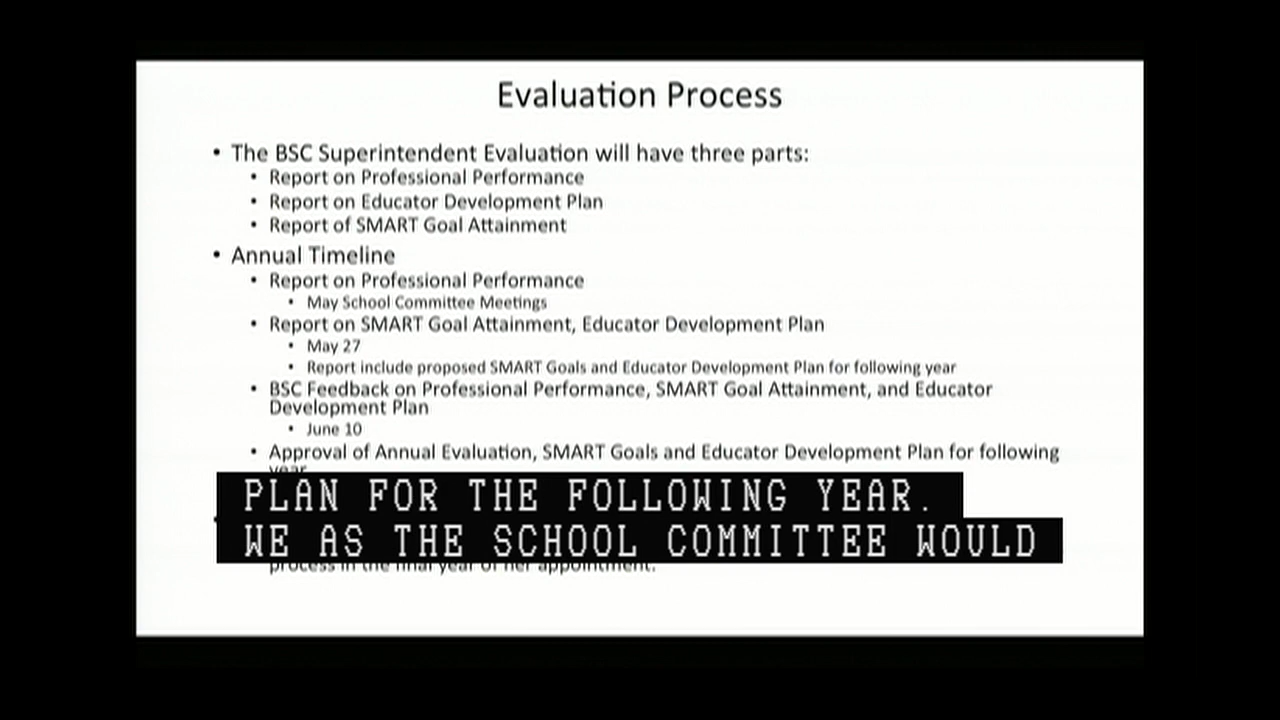 Evaluation Process
• The BSC Superintendent Evaluation will have three parts:
• Report on Professional Performance
• Report on Educator Development Plan
• Report of SMART Goal Attainment
• Annual Timeline
• Report on Professional Performance
• May School Committee Meetings
• Report on SMART Goal Attainment, Educator Development Plan
• May 27
• Report include proposed SMART Goals and Educator Development Plan for following year
• BSC Feedback on Professional Performance, SMART Goal Attainment, and Educator
Development Plan
• June 10
• Approval of Annual Evaluation, SMART Goals and Educator Development Plan for following
year
PLAN FOR THE FOLLOWING YEAR.
WE AS THE SCHOOL COMMITTEE WOULD
process in the final year of her appointment.